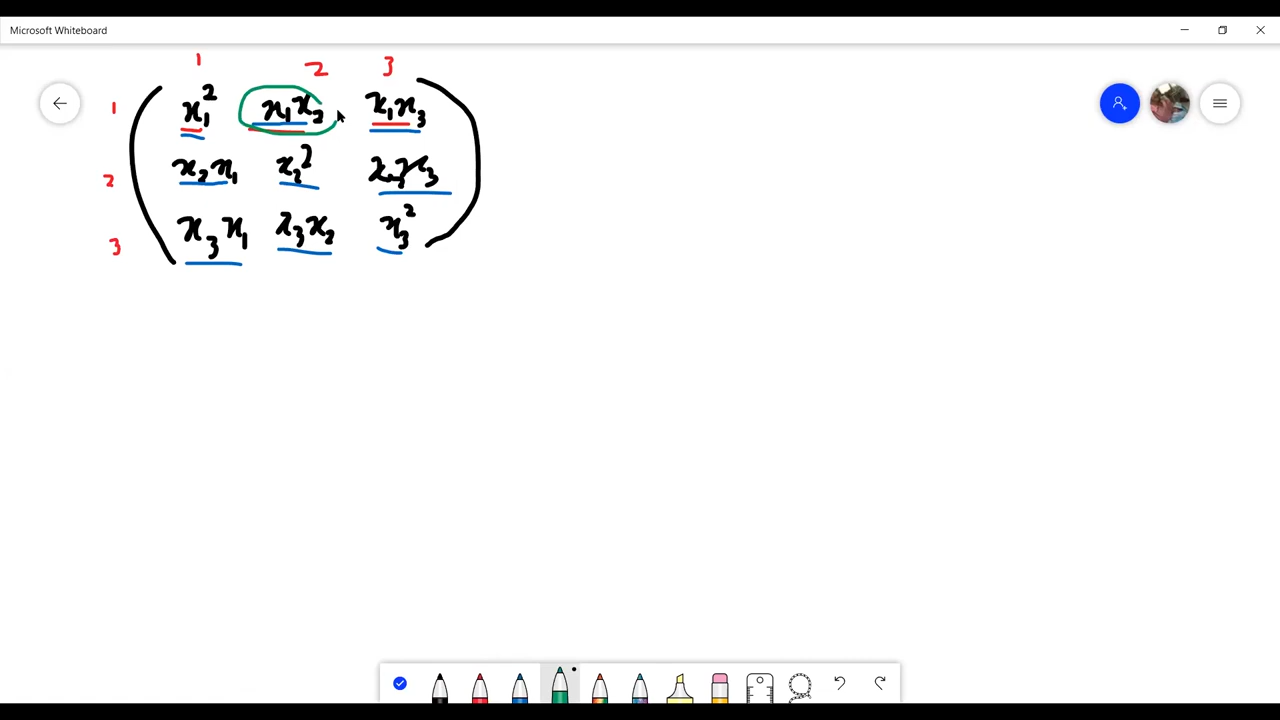 Microsoft Whiteboard
1 2 3
1 x₁² x₁x₂ x₁x₃
2 x₂x₁ x₂² x₂x₃
3 x₃x₁ x₃x₂ x₃²